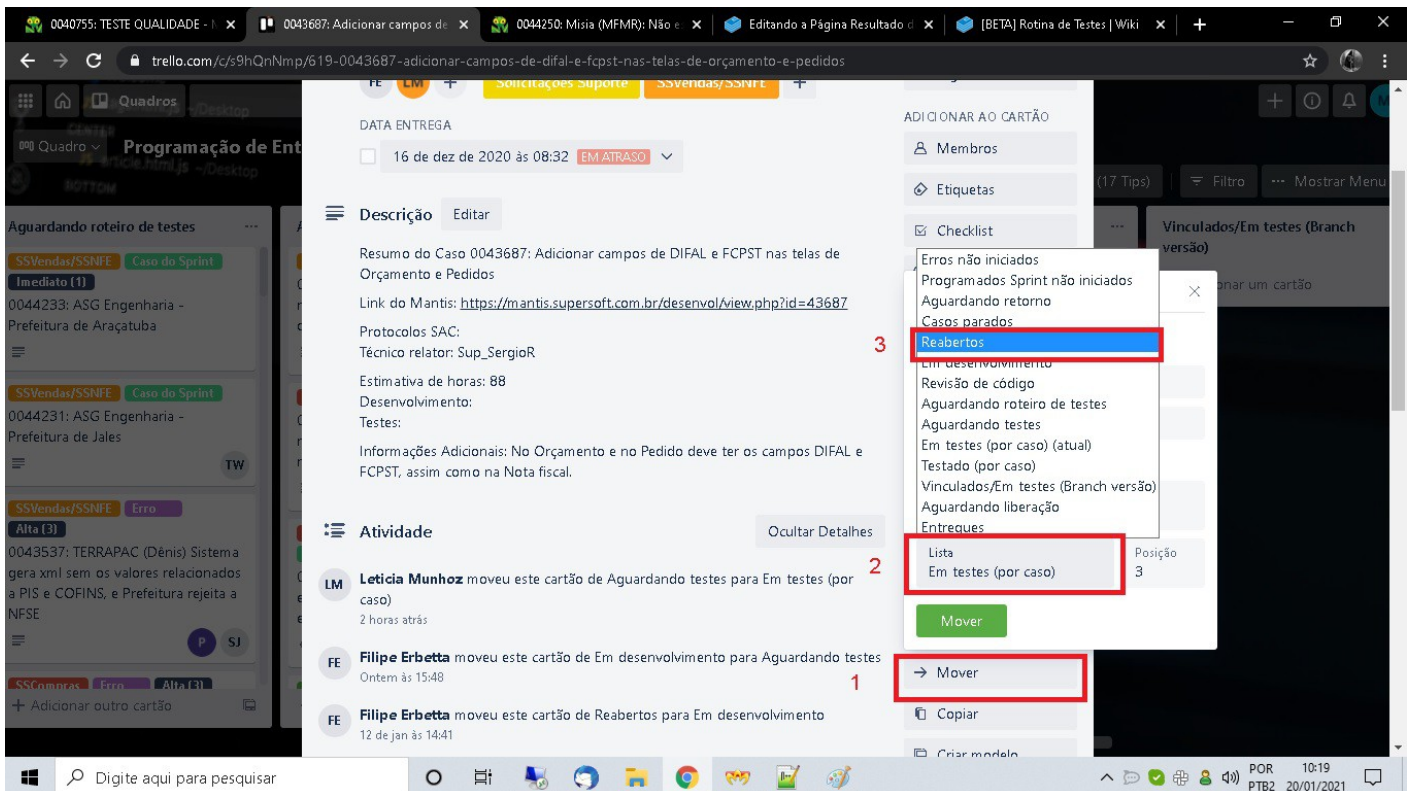 0040755: TESTE QUALIDADE - N
0043687: Adicionar campos de
0044250: Misia (MFMR): Não e
Editando a Página Resultado d
[BETA] Rotina de Testes | Wiki
trello.com/c/s9hQnNmp/619-0043687-adicionar-campos-de-difal-e-fcpst-nas-telas-de-orçamento-e-pedidos
Quadros
~/Desktop
CENTER
Quadro
Programação de Ent
article.html.js ~/Desktop
BOTTOM
(17 Tips)
Filtro
Mostrar Menu
Aguardando roteiro de testes
SSVendas/SSNFE Caso do Sprint
Imediato (1)
0044233: ASG Engenharia -
Prefeitura de Araçatuba
SSVendas/SSNFE Caso do Sprint
0044231: ASG Engenharia -
Prefeitura de Jales
TW
SSVendas/SSNFE Erro
Alta (3)
0043537: TERRAPAC (Dênis) Sistema
gera xml sem os valores relacionados
a PIS e COFINS, e Prefeitura rejeita a
NFSE
P SJ
SSCompras Erro Alta (3)
+ Adicionar outro cartão
FE LM + Solicitações Suporte SSVendas/SSNFE +
DATA ENTREGA
16 de dez de 2020 às 08:32 EM ATRASO
Descrição Editar
Resumo do Caso 0043687: Adicionar campos de DIFAL e FCPST nas telas de
Orçamento e Pedidos
Link do Mantis: https://mantis.supersoft.com.br/desenvol/view.php?id=43687
Protocolos SAC:
Técnico relator: Sup_SergioR
Estimativa de horas: 88
Desenvolvimento:
Testes:
Informações Adicionais: No Orçamento e no Pedido deve ter os campos DIFAL e
FCPST, assim como na Nota fiscal.
Atividade Ocultar Detalhes
LM Leticia Munhoz moveu este cartão de Aguardando testes para Em testes (por
caso)
2 horas atrás
FE Filipe Erbetta moveu este cartão de Em desenvolvimento para Aguardando testes
Ontem às 15:48
FE Filipe Erbetta moveu este cartão de Reabertos para Em desenvolvimento
12 de jan às 14:41
ADICIONAR AO CARTÃO
Membros
Etiquetas
Checklist
Erros não iniciados
Programados Sprint não iniciados
Aguardando retorno
Casos parados
3
Reabertos
Em desenvolvimento
Revisão de código
Aguardando roteiro de testes
Aguardando testes
Em testes (por caso) (atual)
Testado (por caso)
Vinculados/Em testes (Branch versão)
Aguardando liberação
Entregues
2
Lista
Em testes (por caso)
Posição
3
Mover
1
Mover
Copiar
Criar modelo
Vinculados/Em testes (Branch
versão)
onar um cartão
Digite aqui para pesquisar
POR
PTB2
10:19
20/01/2021